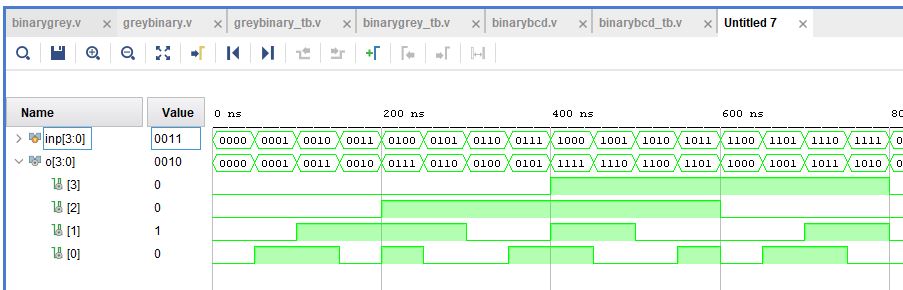 binarygrey.v
greybinary.v
greybinary_tb.v
binarygrey_tb.v
binarybcd.v
binarybcd_tb.v
Untitled 7
Name Value 0 ns 200 ns 400 ns 600 ns 80
inp[3:0] 0011 0000 0001 0010 0011 0100 0101 0110 0111 1000 1001 1010 1011 1100 1101 1110 1111 0
o[3:0] 0010 0000 0001 0011 0010 0111 0110 0100 0101 1111 1110 1100 1101 1000 1001 1011 1010 0
[3] 0
[2] 0
[1] 1
[0] 0